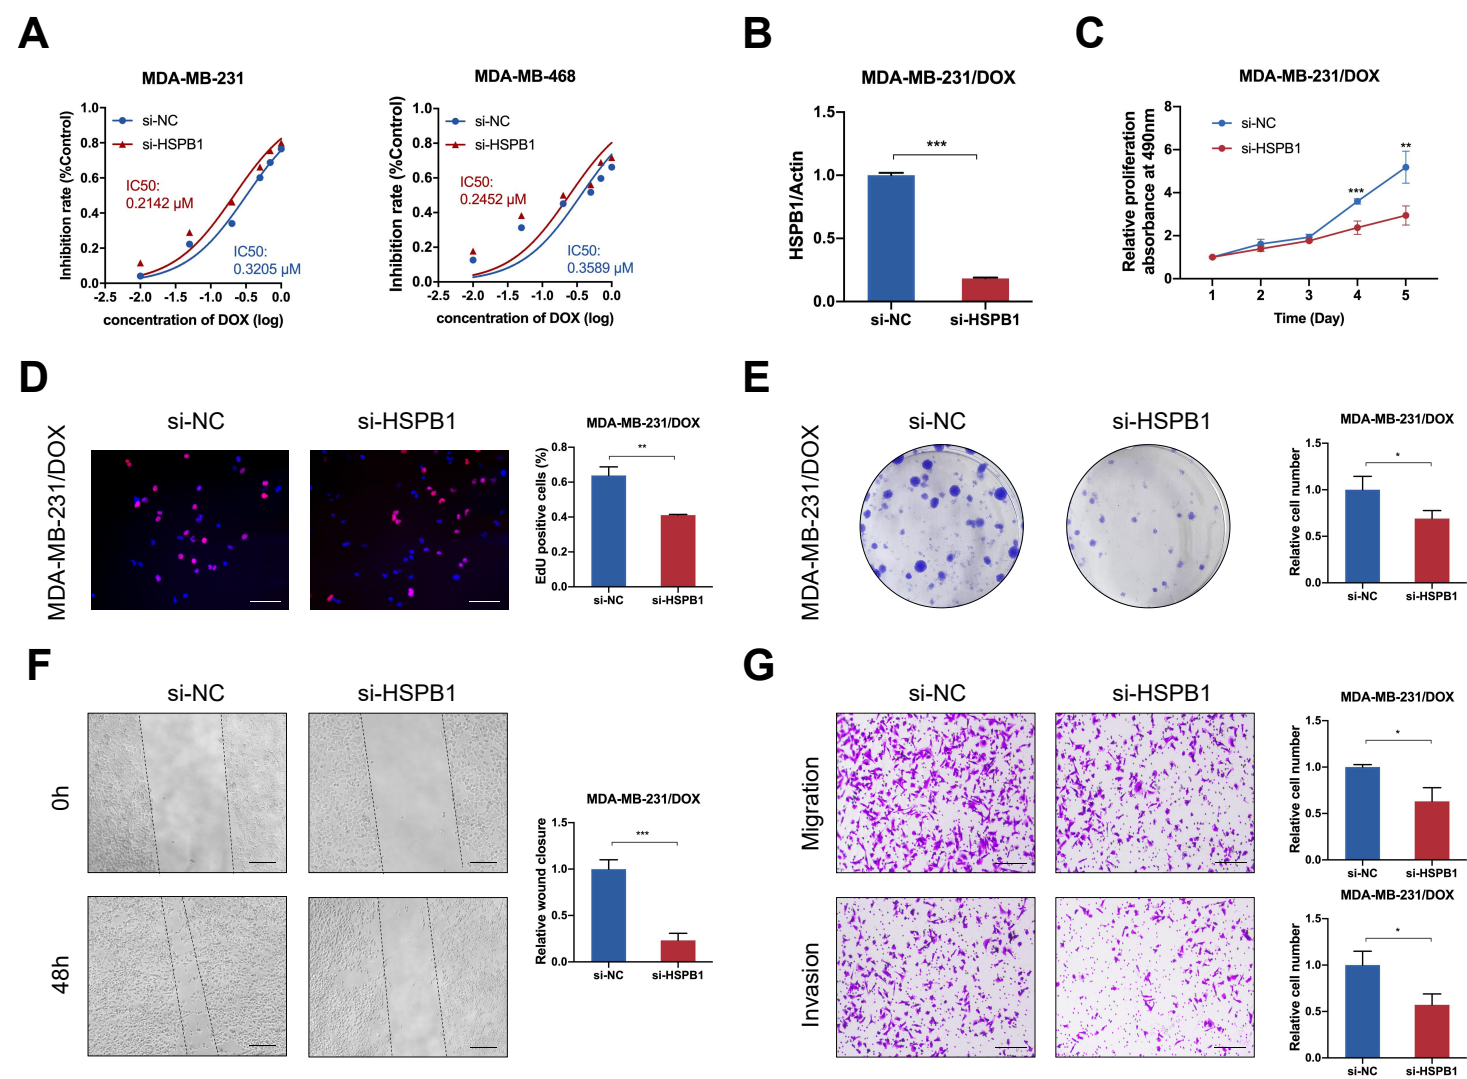 A
MDA-MB-231
Inhibition rate (%Control)
1.0
0.8
0.6
0.4
0.2
0.0
si-NC
si-HSPB1
IC50:
0.2142 µM
IC50:
0.3205 µM
-2.5 -2.0 -1.5 -1.0 -0.5 0.0
concentration of DOX (log)
MDA-MB-468
Inhibition rate (%Control)
1.0
0.8
0.6
0.4
0.2
0.0
si-NC
si-HSPB1
IC50:
0.2452 µM
IC50:
0.3589 µM
-2.5 -2.0 -1.5 -1.0 -0.5 0.0
concentration of DOX (log)
B
MDA-MB-231/DOX
HSPB1/Actin
1.5
1.0
0.5
0.0
***
si-NC si-HSPB1
C
MDA-MB-231/DOX
Relative proliferation
absorbance at 490nm
8
6
4
2
0
si-NC
si-HSPB1
***
**
1 2 3 4 5
Time (Day)
D
MDA-MB-231/DOX
si-NC
si-HSPB1
MDA-MB-231/DOX
EdU positive cells (%)
0.8
0.6
0.4
0.2
0.0
**
si-NC si-HSPB1
E
MDA-MB-231/DOX
si-NC
si-HSPB1
MDA-MB-231/DOX
Relative cell number
1.5
1.0
0.5
0.0
*
si-NC si-HSPB1
F
si-NC
si-HSPB1
0h
48h
MDA-MB-231/DOX
Relative wound closure
1.5
1.0
0.5
0.0
***
si-NC si-HSPB1
G
si-NC
si-HSPB1
Migration
Invasion
MDA-MB-231/DOX
Relative cell number
1.5
1.0
0.5
0.0
*
si-NC si-HSPB1
MDA-MB-231/DOX
Relative cell number
1.5
1.0
0.5
0.0
*
si-NC si-HSPB1